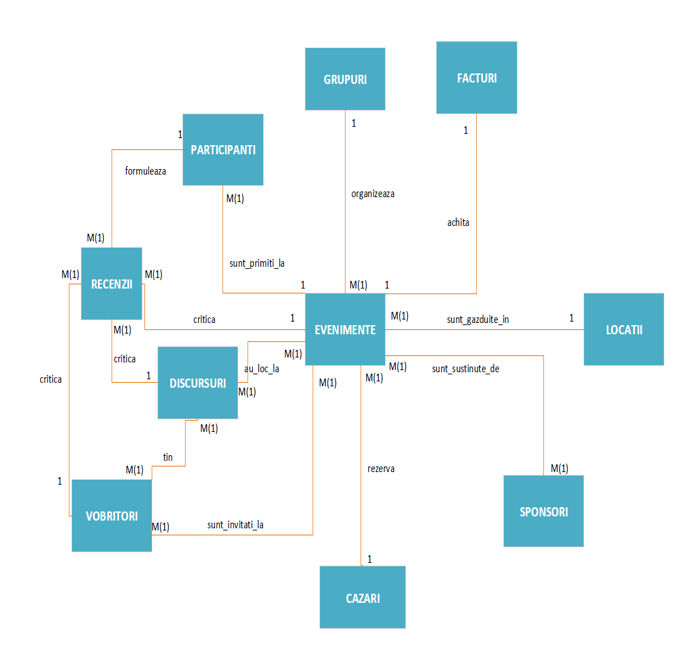 GRUPURI
FACTURI
1
1
1
PARTICIPANTI
formuleaza
M(1)
organizeaza
achita
M(1)
sunt_primiti_la
M(1)
M(1)
RECENZII
1
M(1)
1
EVENIMENTE
critica
1
M(1)
sunt_gazduite_in
1
LOCATII
M(1)
critica
1
DISCURSURI
au_loc_la
M(1)
M(1)
M(1)
M(1)
M(1)
sunt_sustinute_de
critica
M(1)
tin
M(1)
rezerva
M(1)
1
VOBRITORI
M(1)
sunt_invitati_la
SPONSORI
1
CAZARI